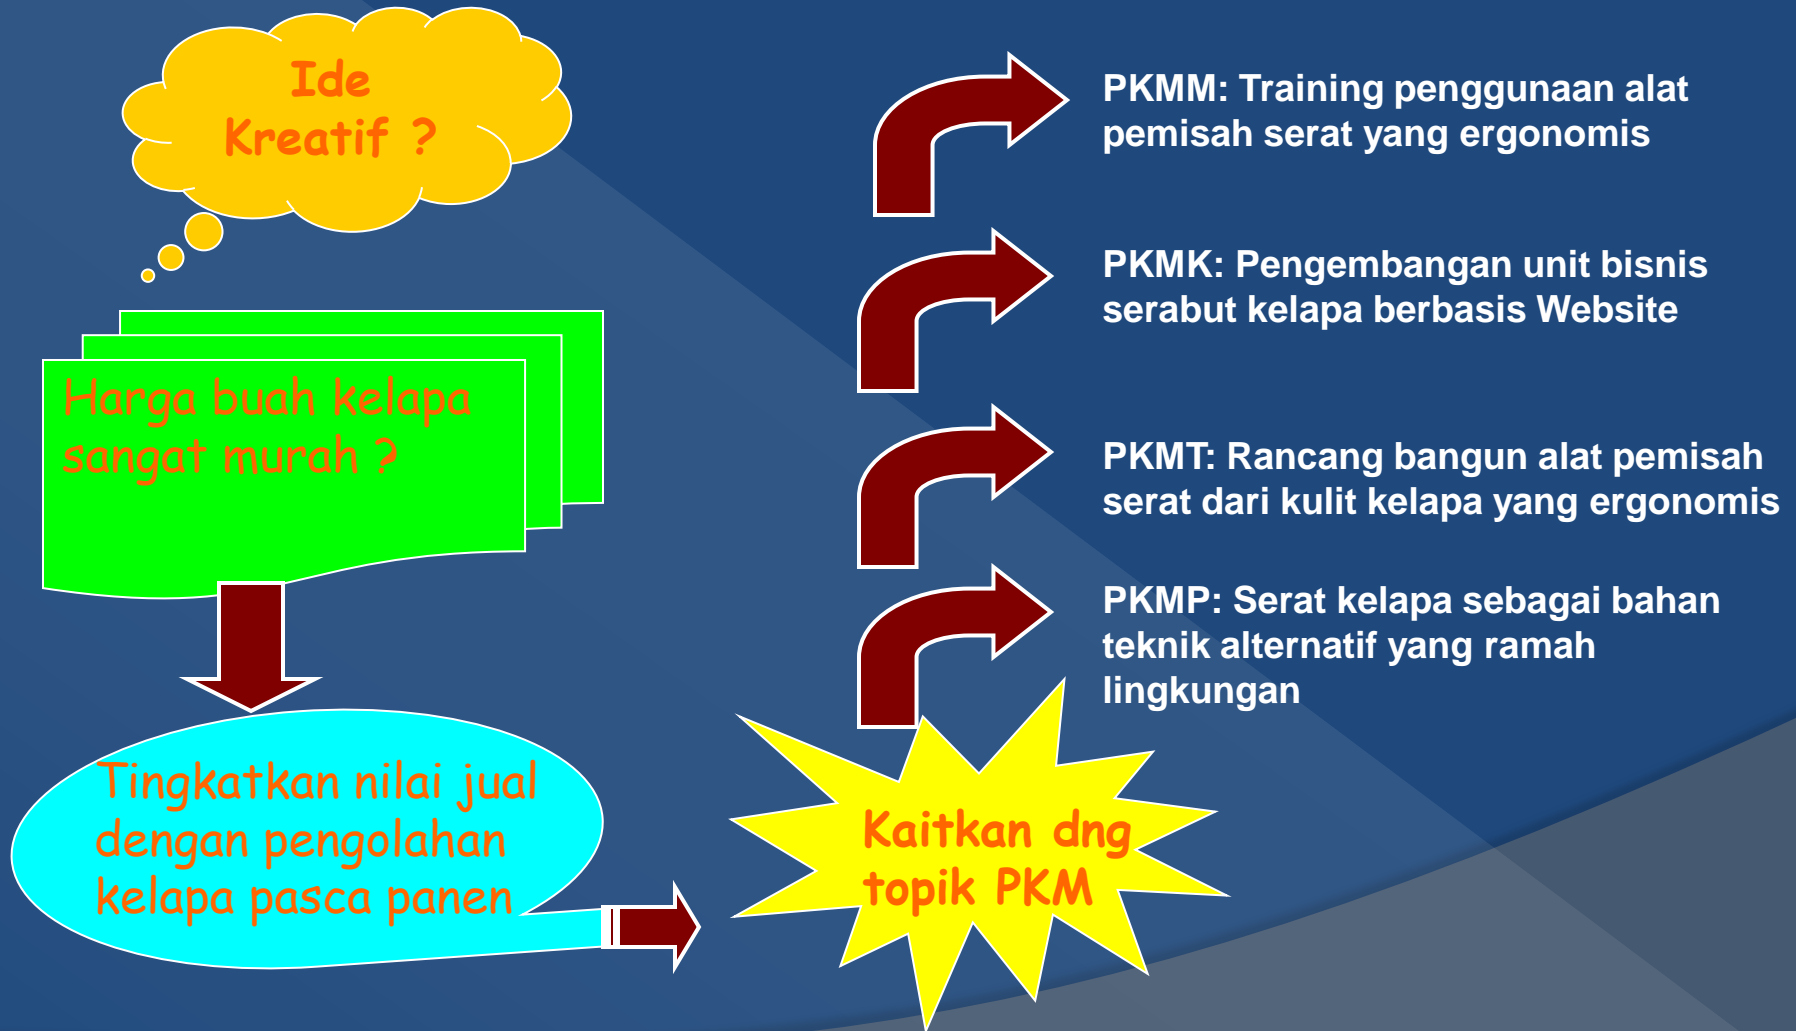 Ide
Kreatif ?
Harga buah kelapa
sangat murah ?
Tingkatkan nilai jual
dengan pengolahan
kelapa pasca panen
Kaitkan dng
topik PKM
PKMM: Training penggunaan alat
pemisah serat yang ergonomis
PKMK: Pengembangan unit bisnis
serabut kelapa berbasis Website
PKMT: Rancang bangun alat pemisah
serat dari kulit kelapa yang ergonomis
PKMP: Serat kelapa sebagai bahan
teknik alternatif yang ramah
lingkungan